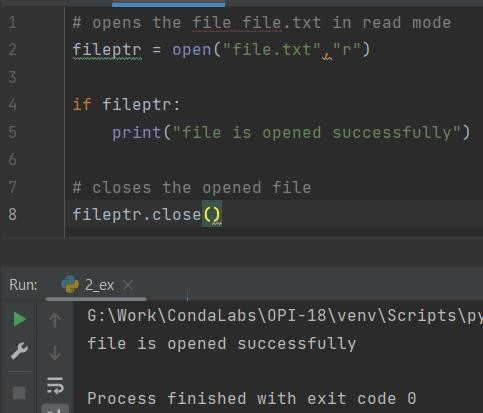 1 # opens the file file.txt in read mode
2 fileptr = open("file.txt","r")
3
4 if fileptr:
5 print("file is opened successfully")
6
7 # closes the opened file
8 fileptr.close()
Run: 2_ex ×
G:\Work\CondaLabs\OPI-18\venv\Scripts\py
file is opened successfully
Process finished with exit code 0